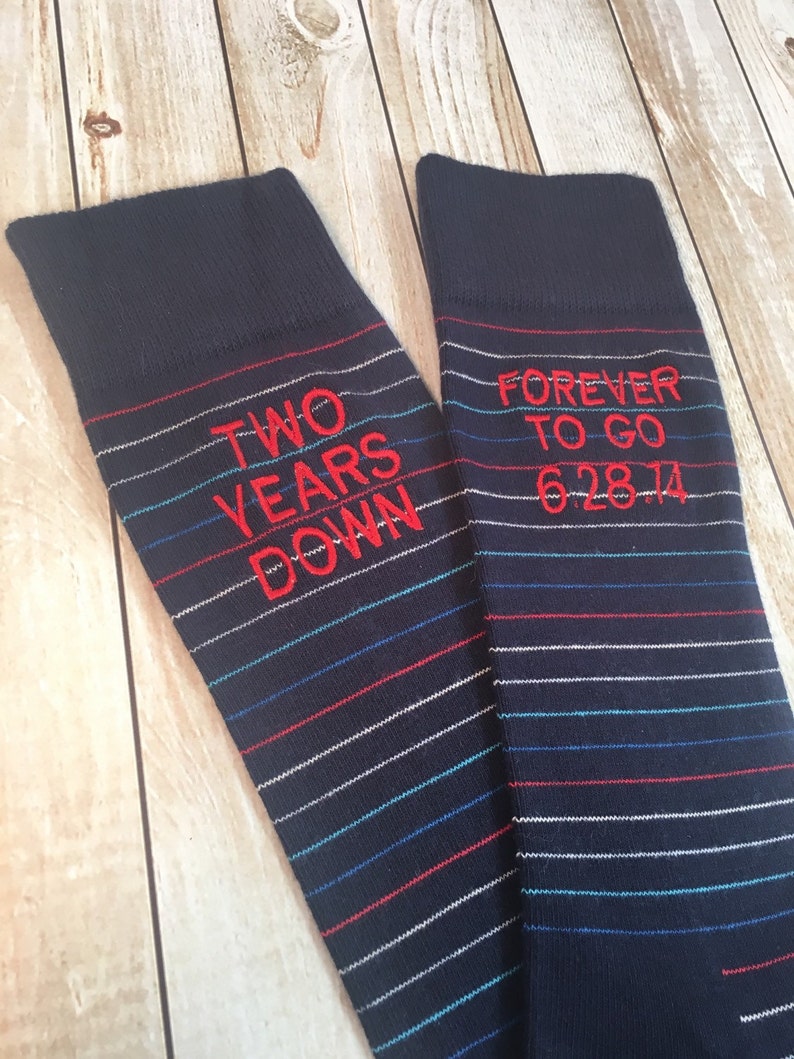 TWO
YEARS
DOWN
FOREVER
TO GO
6.28.14